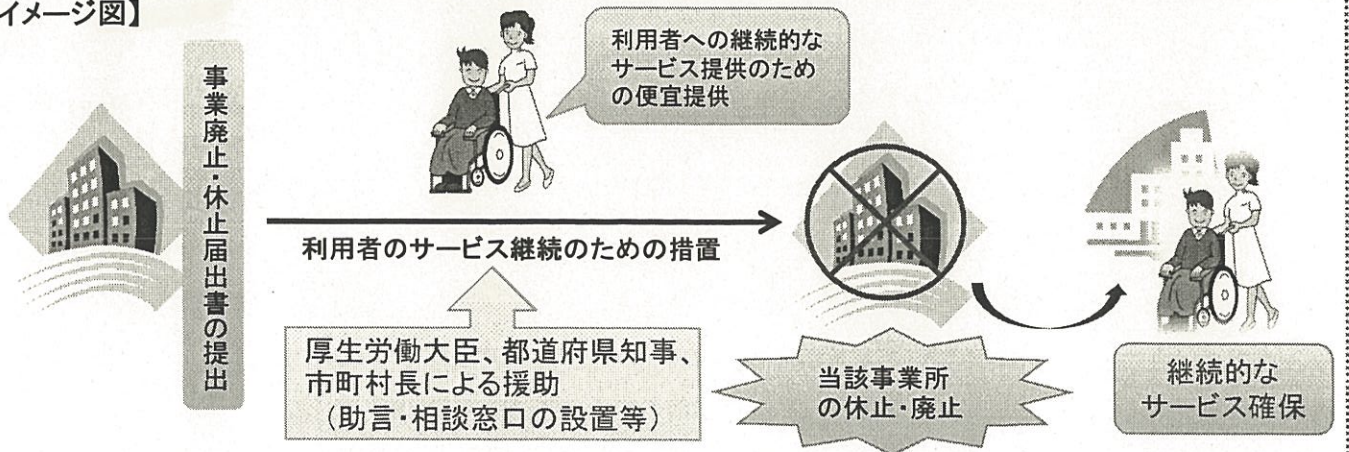 イメージ図】
事業廃止・休止届出書の提出
利用者への継続的な
サービス提供のため
の便宜提供
利用者のサービス継続のための措置
厚生労働大臣、都道府県知事、
市町村長による援助
（助言・相談窓口の設置等）
当該事業所
の休止・廃止
継続的な
サービス確保